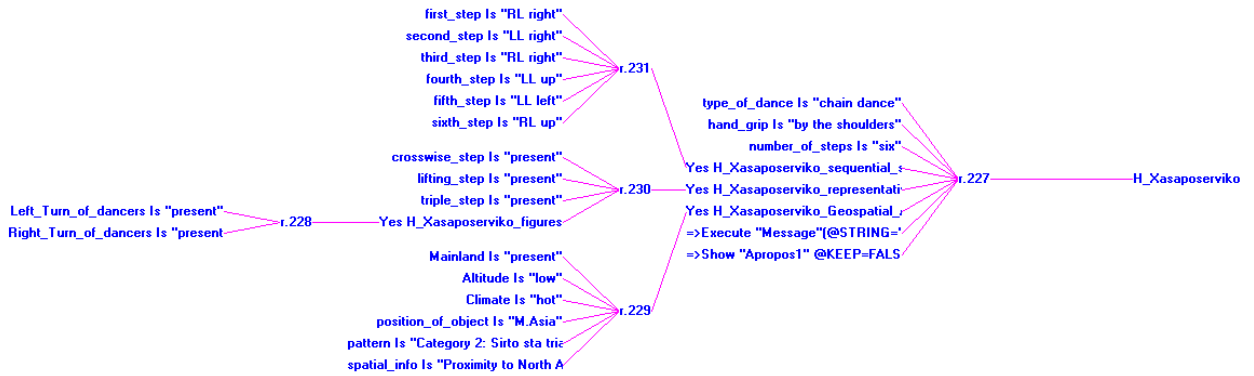 first_step Is "RL right"
second_step Is "LL right"
third_step Is "RL right"
fourth_step Is "LL up"
fifth_step Is "LL left"
sixth_step Is "RL up"
r.231
crosswise_step Is "present"
lifting_step Is "present"
triple_step Is "present"
Yes H_Xasaposerviko_figures
r.230
Left_Turn_of_dancers Is "present"
Right_Turn_of_dancers Is "present
r.228
Mainland Is "present"
Altitude Is "low"
Climate Is "hot"
position_of_object Is "M.Asia"
pattern Is "Category 2: Sirto sta tria
spatial_info Is "Proximity to North A
r.229
type_of_dance Is "chain dance"
hand_grip Is "by the shoulders"
number_of_steps Is "six"
Yes H_Xasaposerviko_sequential_s
Yes H_Xasaposerviko_representati
Yes H_Xasaposerviko_Geospatial_
=>Execute "Message"(@STRING="
=>Show "Apropos1" @KEEP=FALS
r.227
H_Xasaposerviko